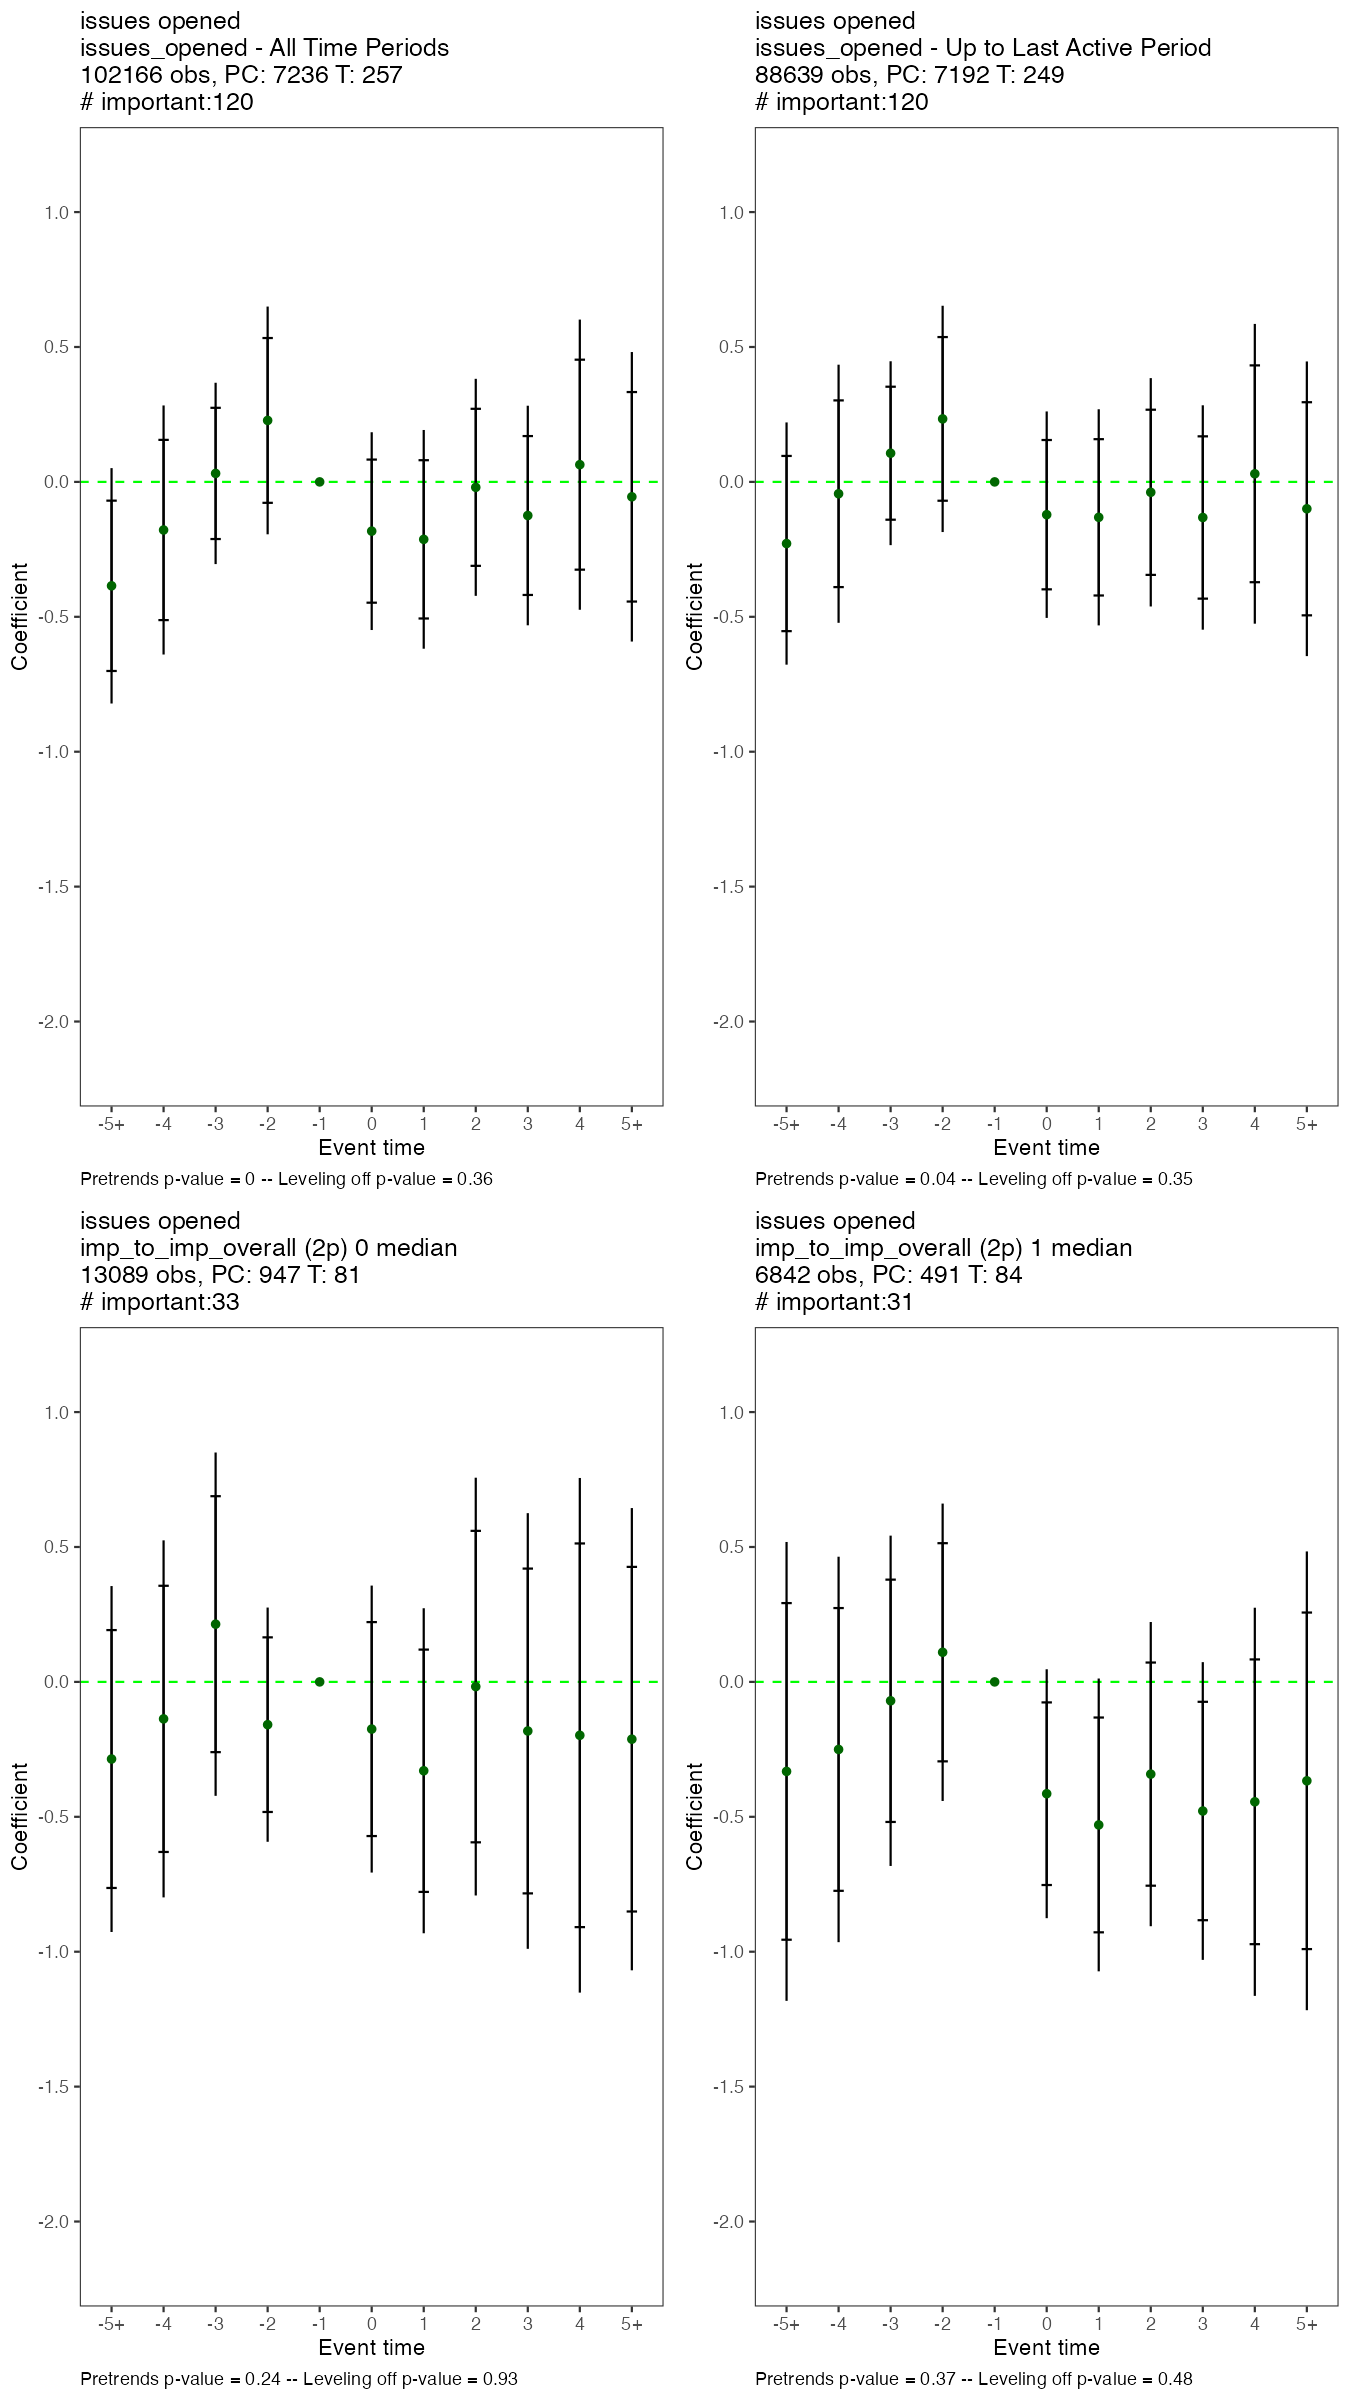 issues opened
issues_opened - All Time Periods
102166 obs, PC: 7236 T: 257
# important:120
1.0
0.5
0.0
-0.5
-1.0
-1.5
-2.0
Coefficient
-5+ -4 -3 -2 -1 0 1 2 3 4 5+
Event time
Pretrends p-value = 0 -- Leveling off p-value = 0.36
issues opened
issues_opened - Up to Last Active Period
88639 obs, PC: 7192 T: 249
# important:120
1.0
0.5
0.0
-0.5
-1.0
-1.5
-2.0
Coefficient
-5+ -4 -3 -2 -1 0 1 2 3 4 5+
Event time
Pretrends p-value = 0.04 -- Leveling off p-value = 0.35
issues opened
imp_to_imp_overall (2p) 0 median
13089 obs, PC: 947 T: 81
# important:33
1.0
0.5
0.0
-0.5
-1.0
-1.5
-2.0
Coefficient
-5+ -4 -3 -2 -1 0 1 2 3 4 5+
Event time
Pretrends p-value = 0.24 -- Leveling off p-value = 0.93
issues opened
imp_to_imp_overall (2p) 1 median
6842 obs, PC: 491 T: 84
# important:31
1.0
0.5
0.0
-0.5
-1.0
-1.5
-2.0
Coefficient
-5+ -4 -3 -2 -1 0 1 2 3 4 5+
Event time
Pretrends p-value = 0.37 -- Leveling off p-value = 0.48